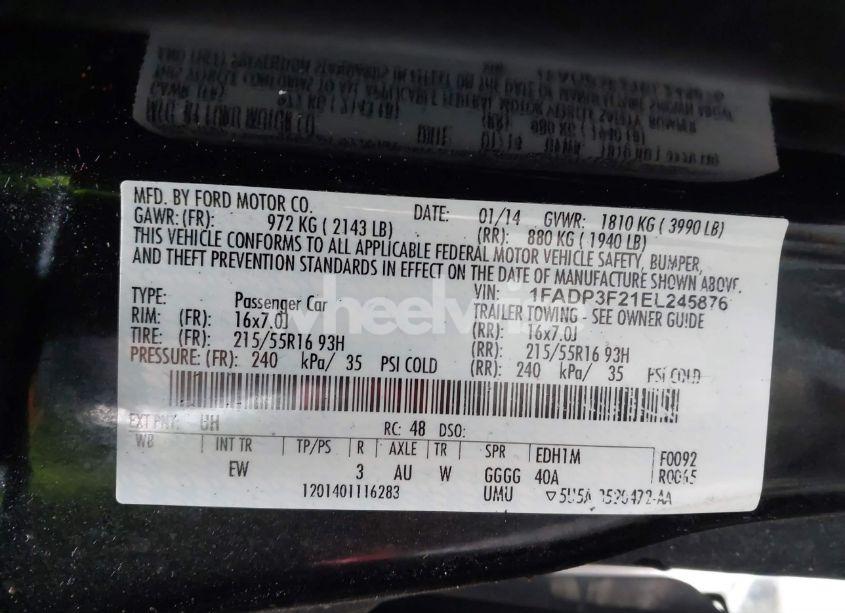 MFD. BY FORD MOTOR CO. DATE: 01/14 GVWR: 1810 KG ( 3990 LB)
GAWR: (FR): 972 KG ( 2143 LB) (RR): 880 KG ( 1940 LB)
THIS VEHICLE CONFORMS TO ALL APPLICABLE FEDERAL MOTOR VEHICLE SAFETY, BUMPER,
AND THEFT PREVENTION STANDARDS IN EFFECT ON THE DATE OF MANUFACTURE SHOWN ABOVE.
VIN: 1FADP3F21EL245876
TYPE: Passenger Car TRAILER TOWING - SEE OWNER GUIDE
RIM: (FR): 16x7.0J (RR): 16x7.0J
TIRE: (FR): 215/55R16 93H (RR): 215/55R16 93H
PRESSURE: (FR): 240 kPa/ 35 PSI COLD (RR): 240 kPa/ 35 PSI COLD
EXT PNT: UH RC: 48 DSO:
WB INT TR TP/PS R AXLE TR SPR EDH1M F0092
EW 3 AU W GGGG 40A R0065
1201401116283 UMU
wheelwise